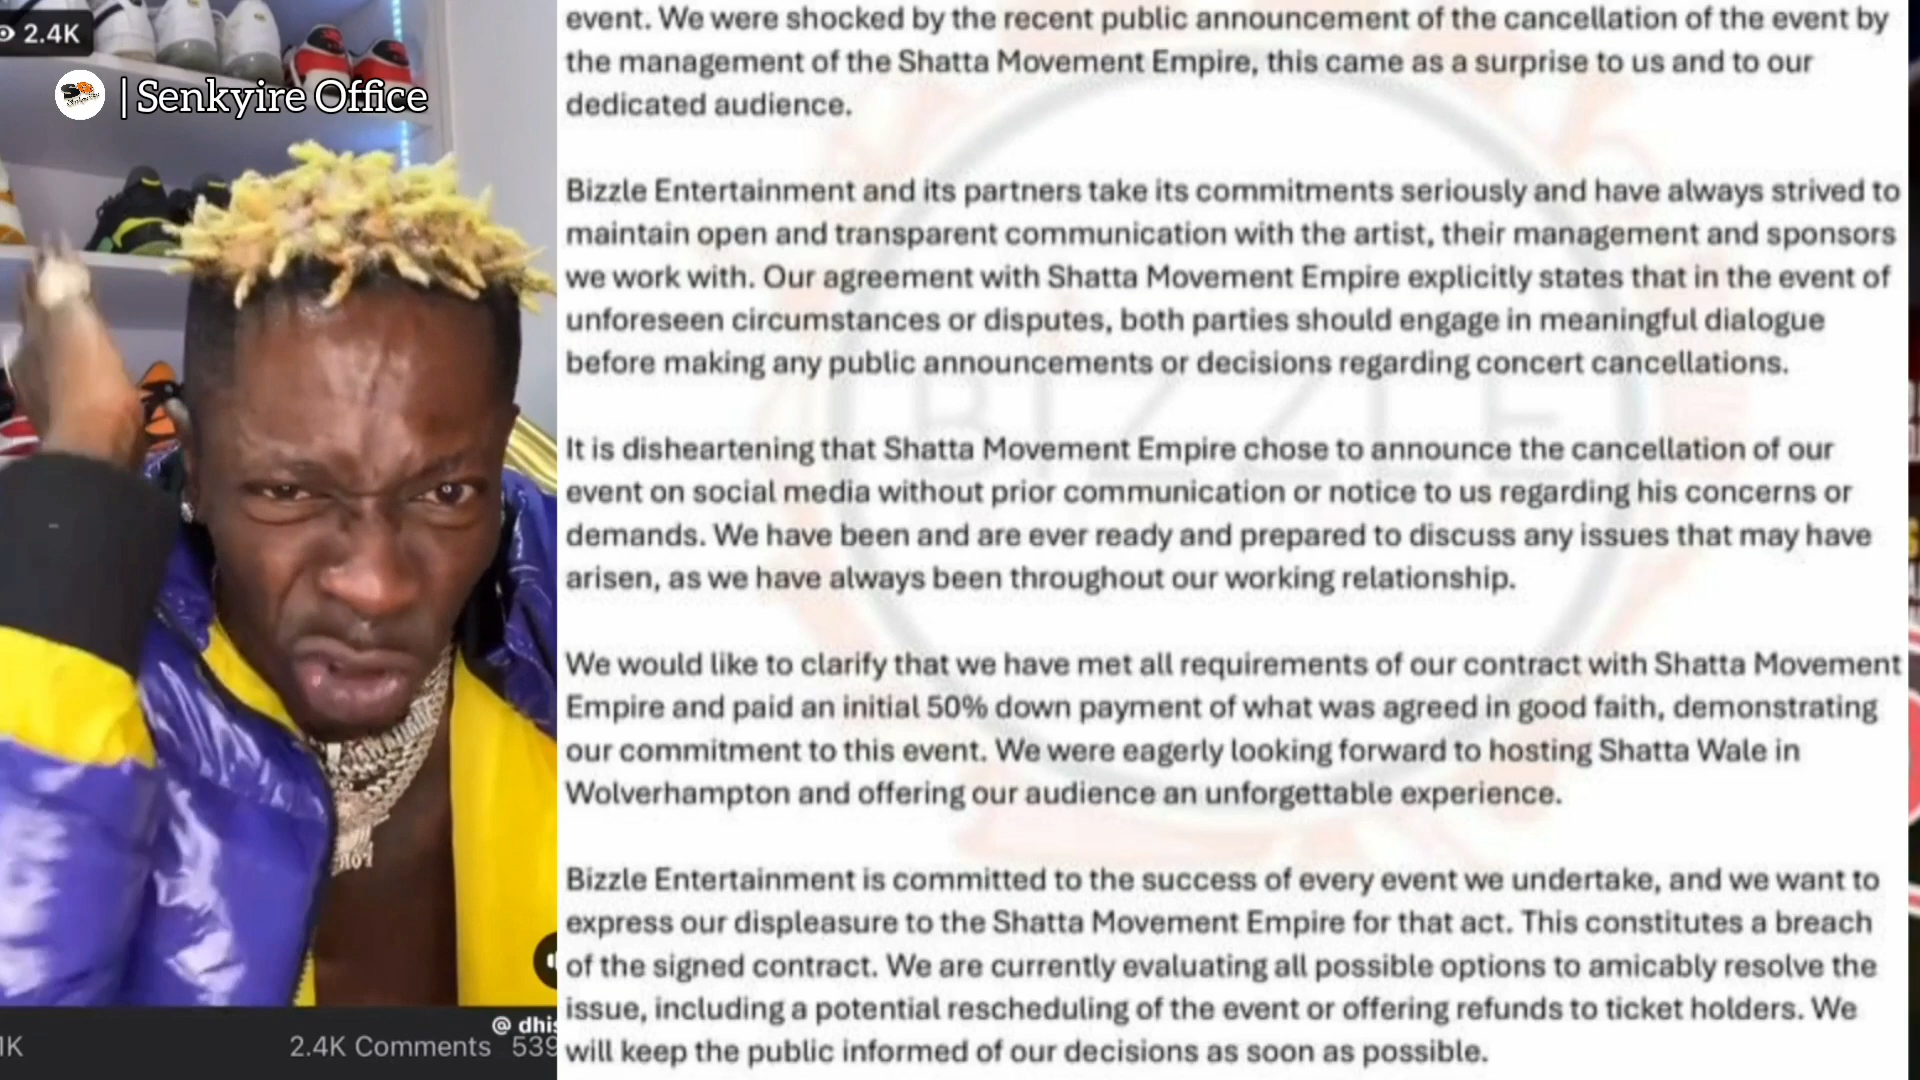 2.4K
| Senkyire Office
event. We were shocked by the recent public announcement of the cancellation of the event by
the management of the Shatta Movement Empire, this came as a surprise to us and to our
dedicated audience.
Bizzle Entertainment and its partners take its commitments seriously and have always strived to
maintain open and transparent communication with the artist, their management and sponsors
we work with. Our agreement with Shatta Movement Empire explicitly states that in the event of
unforeseen circumstances or disputes, both parties should engage in meaningful dialogue
before making any public announcements or decisions regarding concert cancellations.
It is disheartening that Shatta Movement Empire chose to announce the cancellation of our
event on social media without prior communication or notice to us regarding his concerns or
demands. We have been and are ever ready and prepared to discuss any issues that may have
arisen, as we have always been throughout our working relationship.
We would like to clarify that we have met all requirements of our contract with Shatta Movement
Empire and paid an initial 50% down payment of what was agreed in good faith, demonstrating
our commitment to this event. We were eagerly looking forward to hosting Shatta Wale in
Wolverhampton and offering our audience an unforgettable experience.
Bizzle Entertainment is committed to the success of every event we undertake, and we want to
express our displeasure to the Shatta Movement Empire for that act. This constitutes a breach
of the signed contract. We are currently evaluating all possible options to amicably resolve the
issue, including a potential rescheduling of the event or offering refunds to ticket holders. We
will keep the public informed of our decisions as soon as possible.
BIZZLE
@ dhis
1K 2.4K Comments 539